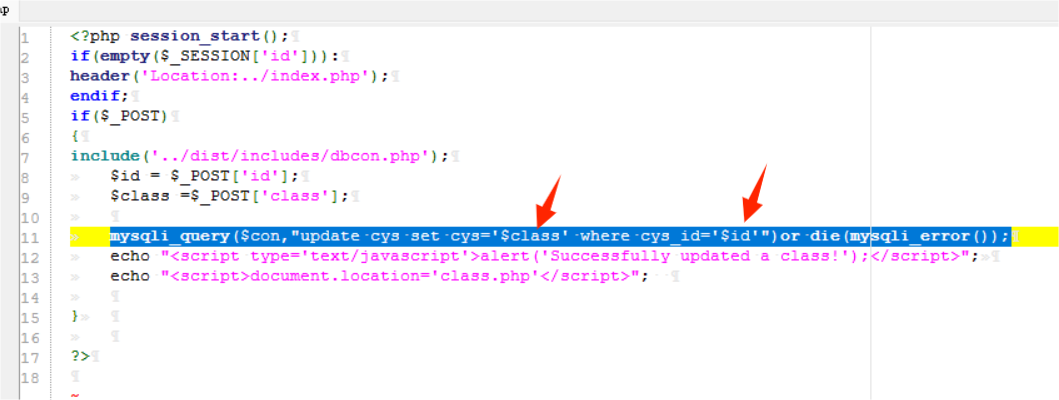 1 <?php session_start();
2 if(empty($_SESSION['id'])):
3 header('Location:../index.php');
4 endif;
5 if($_POST)
6 {
7 include('../dist/includes/dbcon.php');
8 $id = $_POST['id'];
9 $class =$_POST['class'];
10
11 mysqli_query($con,"update cys set cys='$class' where cys_id='$id'")or die(mysqli_error());
12 echo "<script type='text/javascript'>alert('Successfully updated a class!');</script>";
13 echo "<script>document.location='class.php'</script>";
14
15 }
16
17 ?>
18